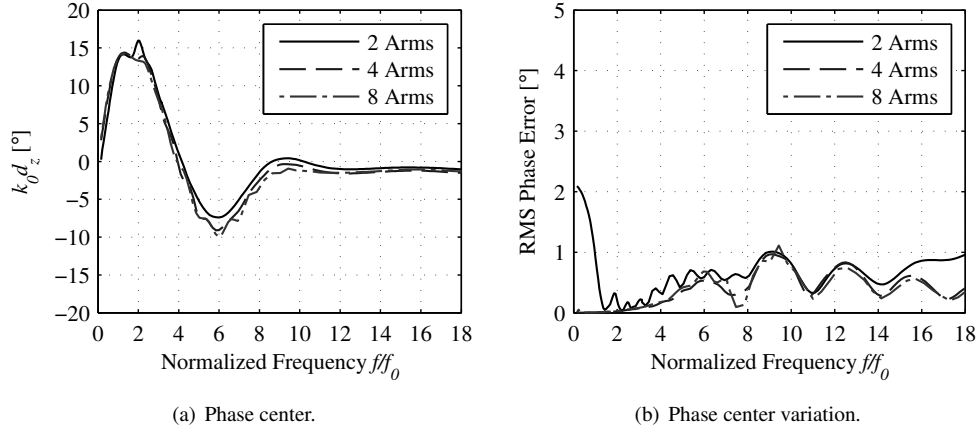 20
15
10
5
0
−5
−10
−15
−20
k0dz [°]
0 2 4 6 8 10 12 14 16 18
Normalized Frequency f/f0
2 Arms
4 Arms
8 Arms
(a) Phase center.
5
4
3
2
1
0
RMS Phase Error [°]
0 2 4 6 8 10 12 14 16 18
Normalized Frequency f/f0
2 Arms
4 Arms
8 Arms
(b) Phase center variation.